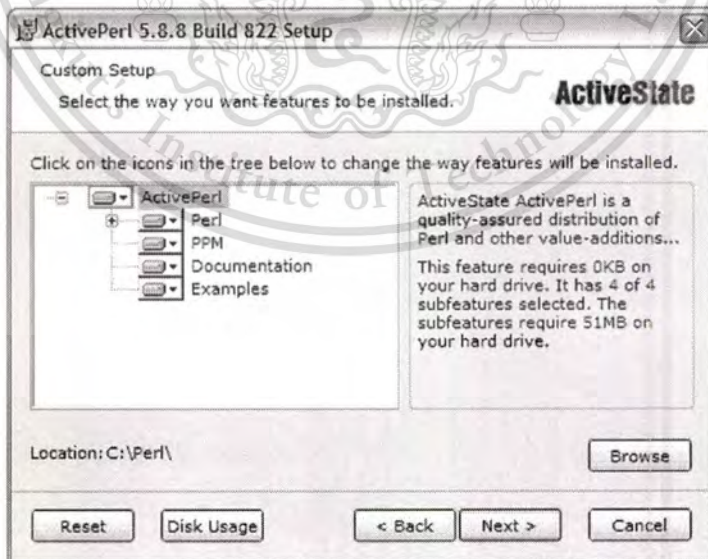 ActivePerl 5.8.8 Build 822 Setup
Custom Setup
Select the way you want features to be installed.
ActiveState
Click on the icons in the tree below to change the way features will be installed.
ActivePerl
Perl
PPM
Documentation
Examples
ActiveState ActivePerl is a
quality-assured distribution of
Perl and other value-additions...
This feature requires 0KB on
your hard drive. It has 4 of 4
subfeatures selected. The
subfeatures require 51MB on
your hard drive.
Location: C:\Perl\
Browse
Reset
Disk Usage
< Back
Next >
Cancel
Institute of Technology